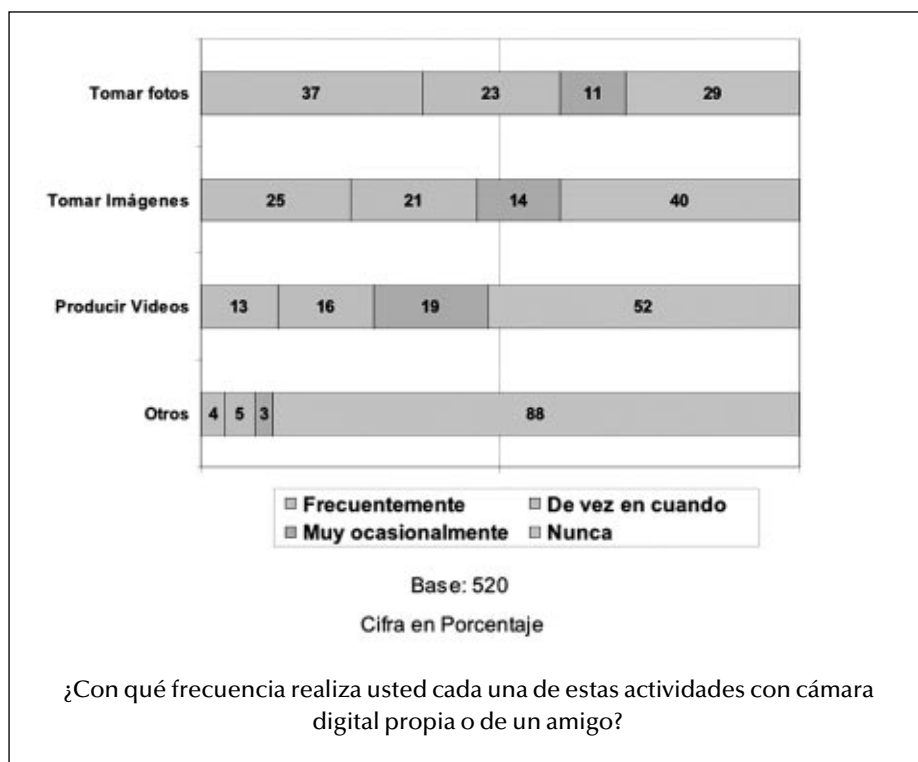 Tomar fotos 37 23 11 29
Tomar Imágenes 25 21 14 40
Producir Videos 13 16 19 52
Otros 4 5 3 88
Frecuentemente De vez en cuando
Muy ocasionalmente Nunca
Base: 520
Cifra en Porcentaje
¿Con qué frecuencia realiza usted cada una de estas actividades con cámara
digital propia o de un amigo?